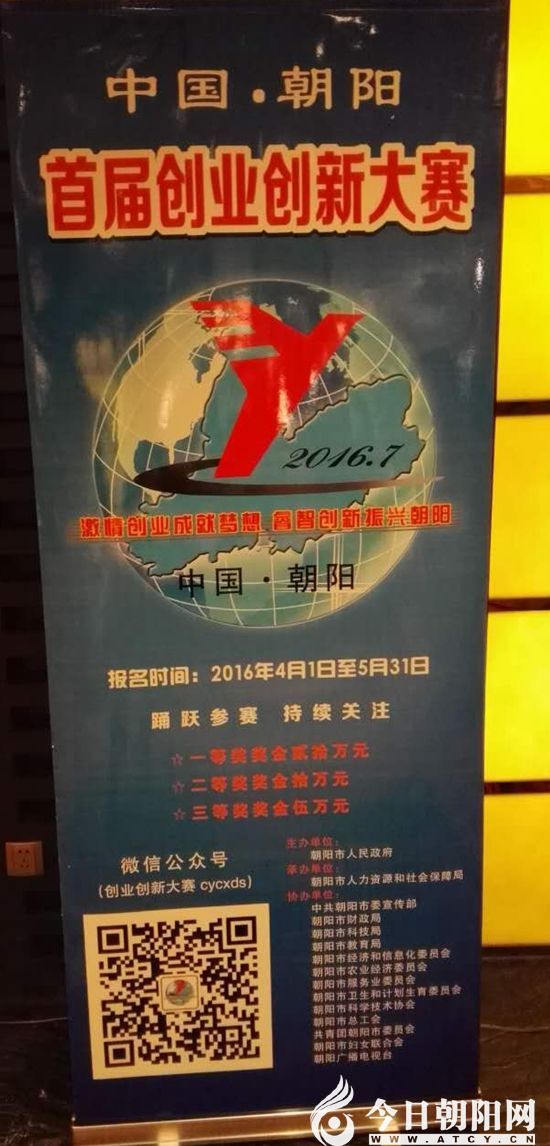 中国·朝阳
首届创业创新大赛
2016.7
激情创业成就梦想 睿智创新振兴朝阳
中国·朝阳
报名时间：2016年4月1日至5月31日
踊跃参赛 持续关注
☆一等奖奖金贰拾万元
☆二等奖奖金拾万元
☆三等奖奖金伍万元
微信公众号
(创业创新大赛 cycxds)
主办单位：
朝阳市人民政府
承办单位：
朝阳市人力资源和社会保障局
协办单位：
中共朝阳市委宣传部
朝阳市财政局
朝阳市科技局
朝阳市教育局
朝阳市经济和信息化委员会
朝阳市农业经济委员会
朝阳市服务业委员会
朝阳市卫生和计划生育委员会
朝阳市科学技术协会
朝阳市总工会
共青团朝阳市委员会
朝阳市妇女联合会
朝阳广播电视台
今日朝阳网
WWW.ATCY.CN